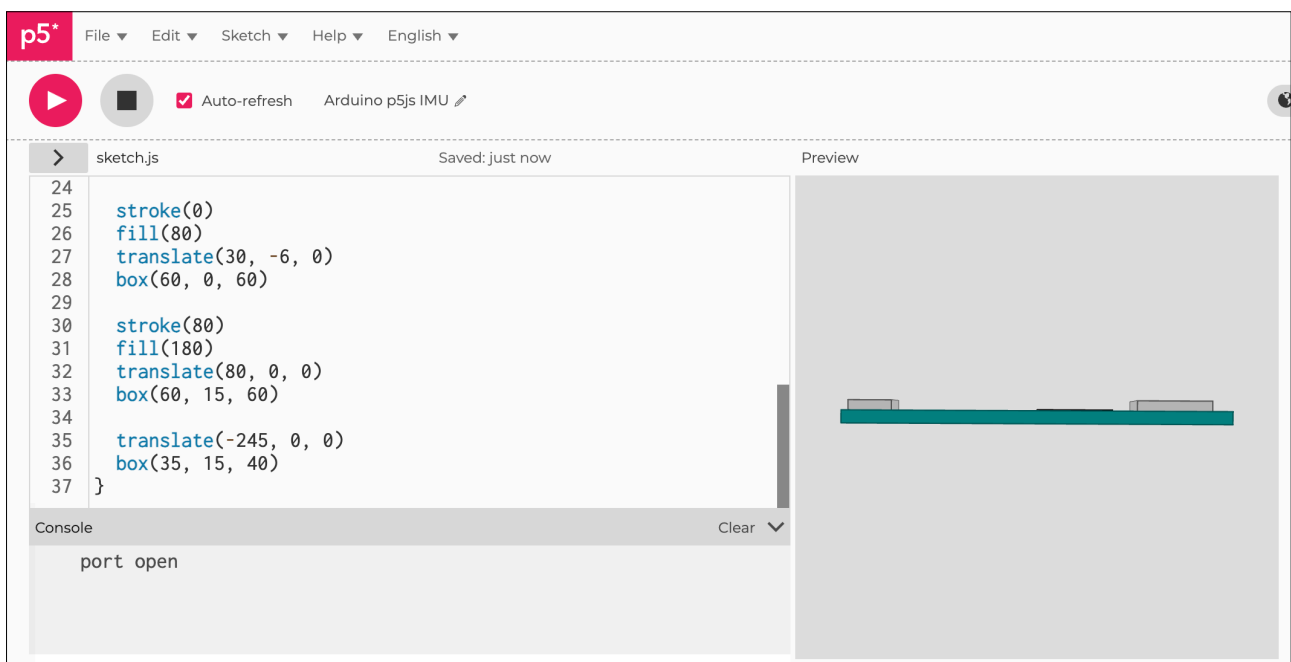 p5* File Edit Sketch Help English
Auto-refresh Arduino p5js IMU
sketch.js Saved: just now Preview
24
25 stroke(0)
26 fill(80)
27 translate(30, -6, 0)
28 box(60, 0, 60)
29
30 stroke(80)
31 fill(180)
32 translate(80, 0, 0)
33 box(60, 15, 60)
34
35 translate(-245, 0, 0)
36 box(35, 15, 40)
37 }
Console Clear
port open